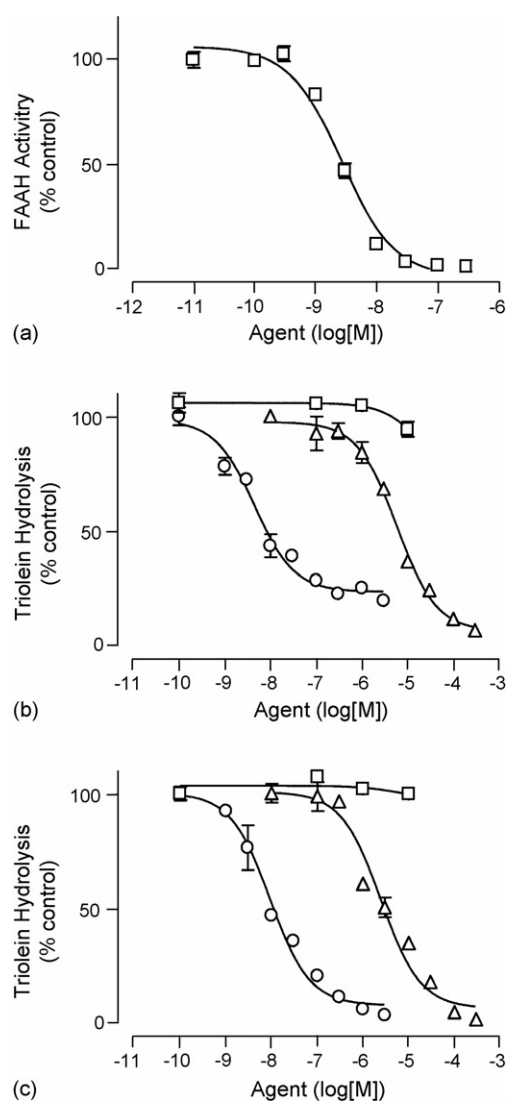 FAAH Activitry
(% control)
100
50
0
-12 -11 -10 -9 -8 -7 -6
Agent (log[M])
(a)
Triolein Hydrolysis
(% control)
100
50
0
-11 -10 -9 -8 -7 -6 -5 -4 -3
Agent (log[M])
(b)
Triolein Hydrolysis
(% control)
100
50
0
-11 -10 -9 -8 -7 -6 -5 -4 -3
Agent (log[M])
(c)